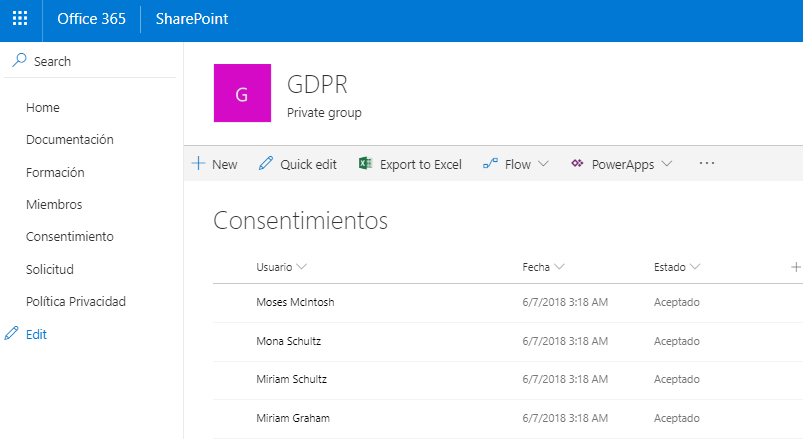 Office 365 SharePoint
Search
G
GDPR
Private group
Home
Documentación
Formación
Miembros
Consentimiento
Solicitud
Política Privacidad
Edit
New Quick edit Export to Excel Flow PowerApps ...
Consentimientos
Usuario Fecha Estado
Moses McIntosh 6/7/2018 3:18 AM Aceptado
Mona Schultz 6/7/2018 3:18 AM Aceptado
Miriam Schultz 6/7/2018 3:18 AM Aceptado
Miriam Graham 6/7/2018 3:18 AM Aceptado